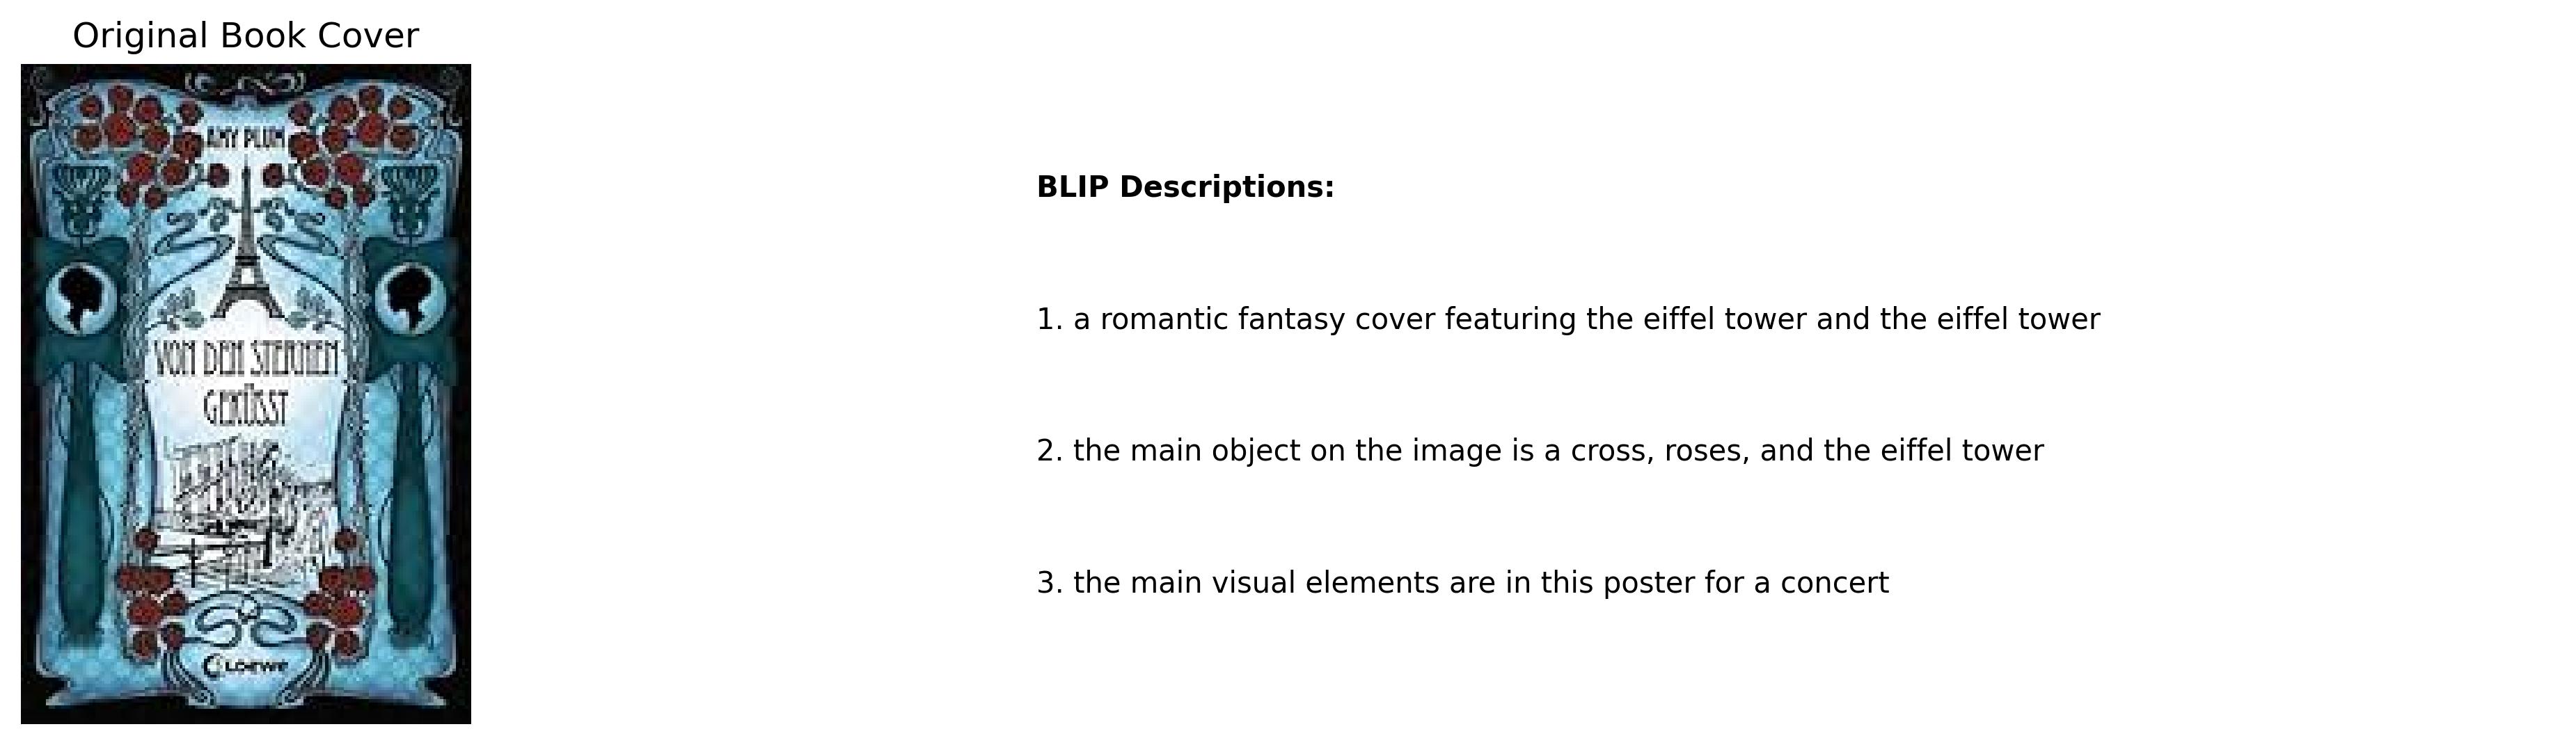 Original Book Cover
AMY PLUM
VON DEN STERNEN
GEKÜSST
LOEWE
BLIP Descriptions:
1. a romantic fantasy cover featuring the eiffel tower and the eiffel tower
2. the main object on the image is a cross, roses, and the eiffel tower
3. the main visual elements are in this poster for a concert